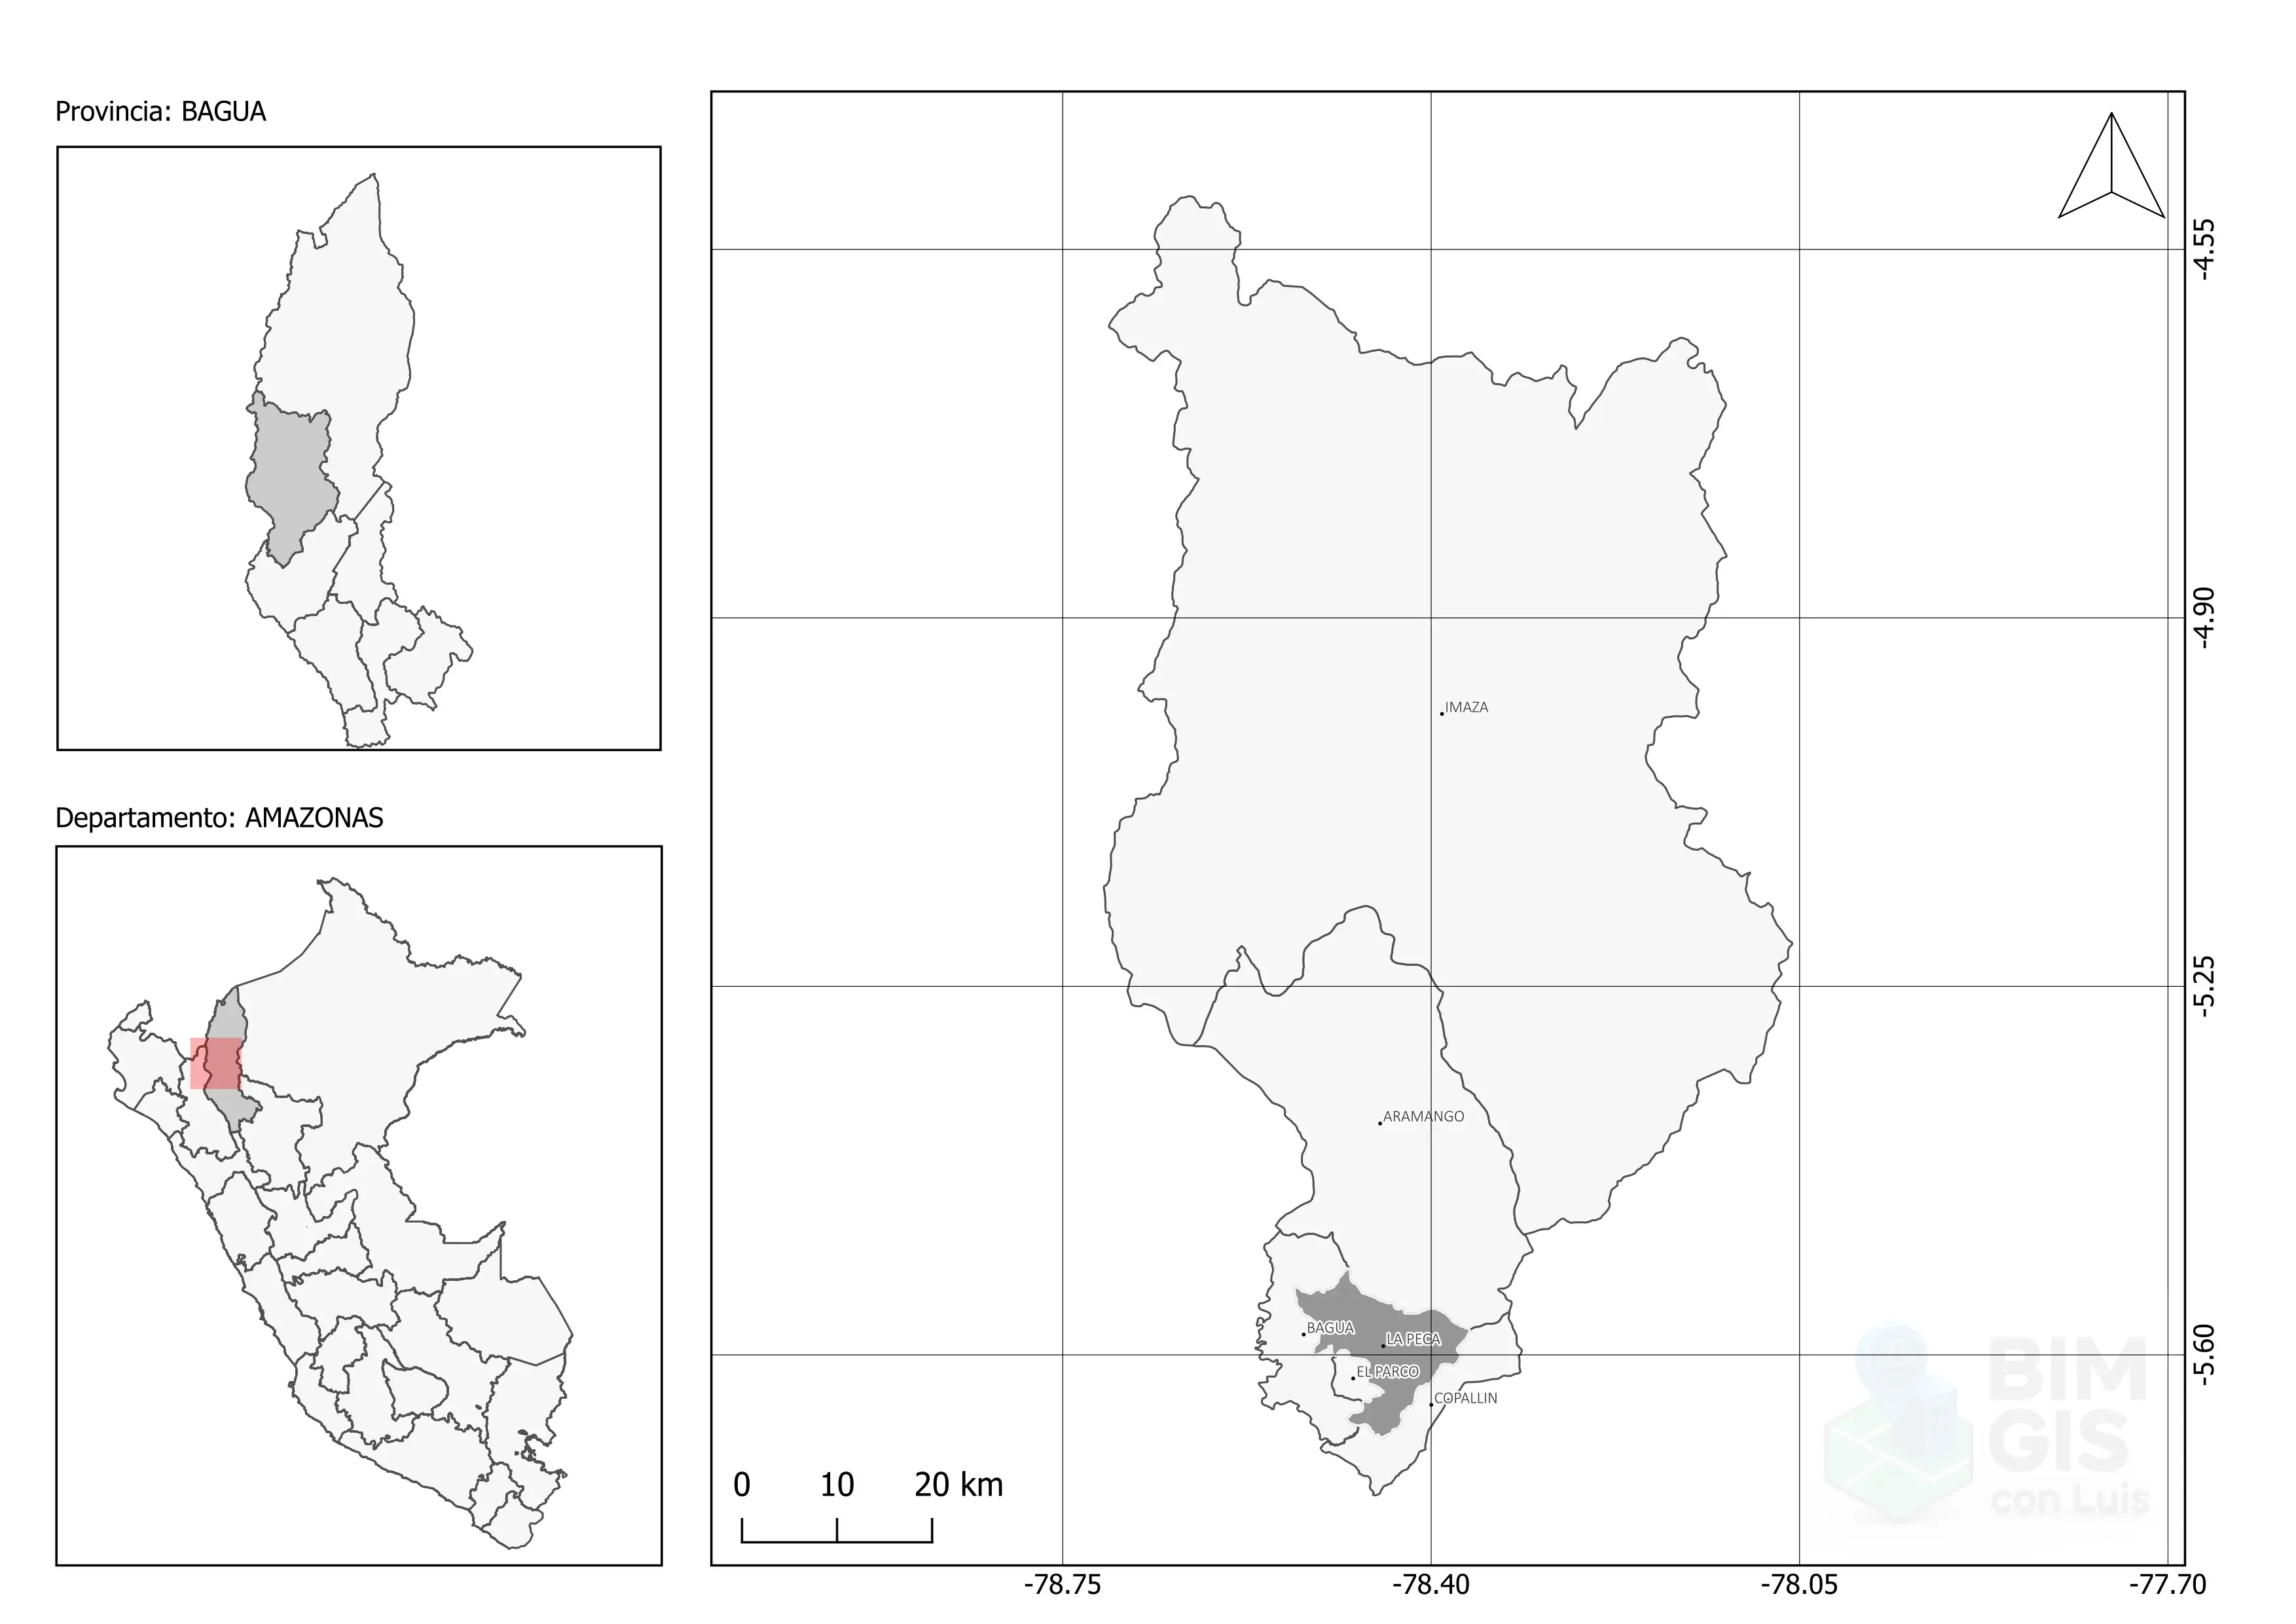 Provincia: BAGUA
Departamento: AMAZONAS
-4.55
-4.90
IMAZA
-5.25
ARAMANGO
BAGUA
LA PECA
-5.60
EL PARCO
COPALLIN
BIM
GIS
con Luis
0 10 20 km
-78.75 -78.40 -78.05 -77.70